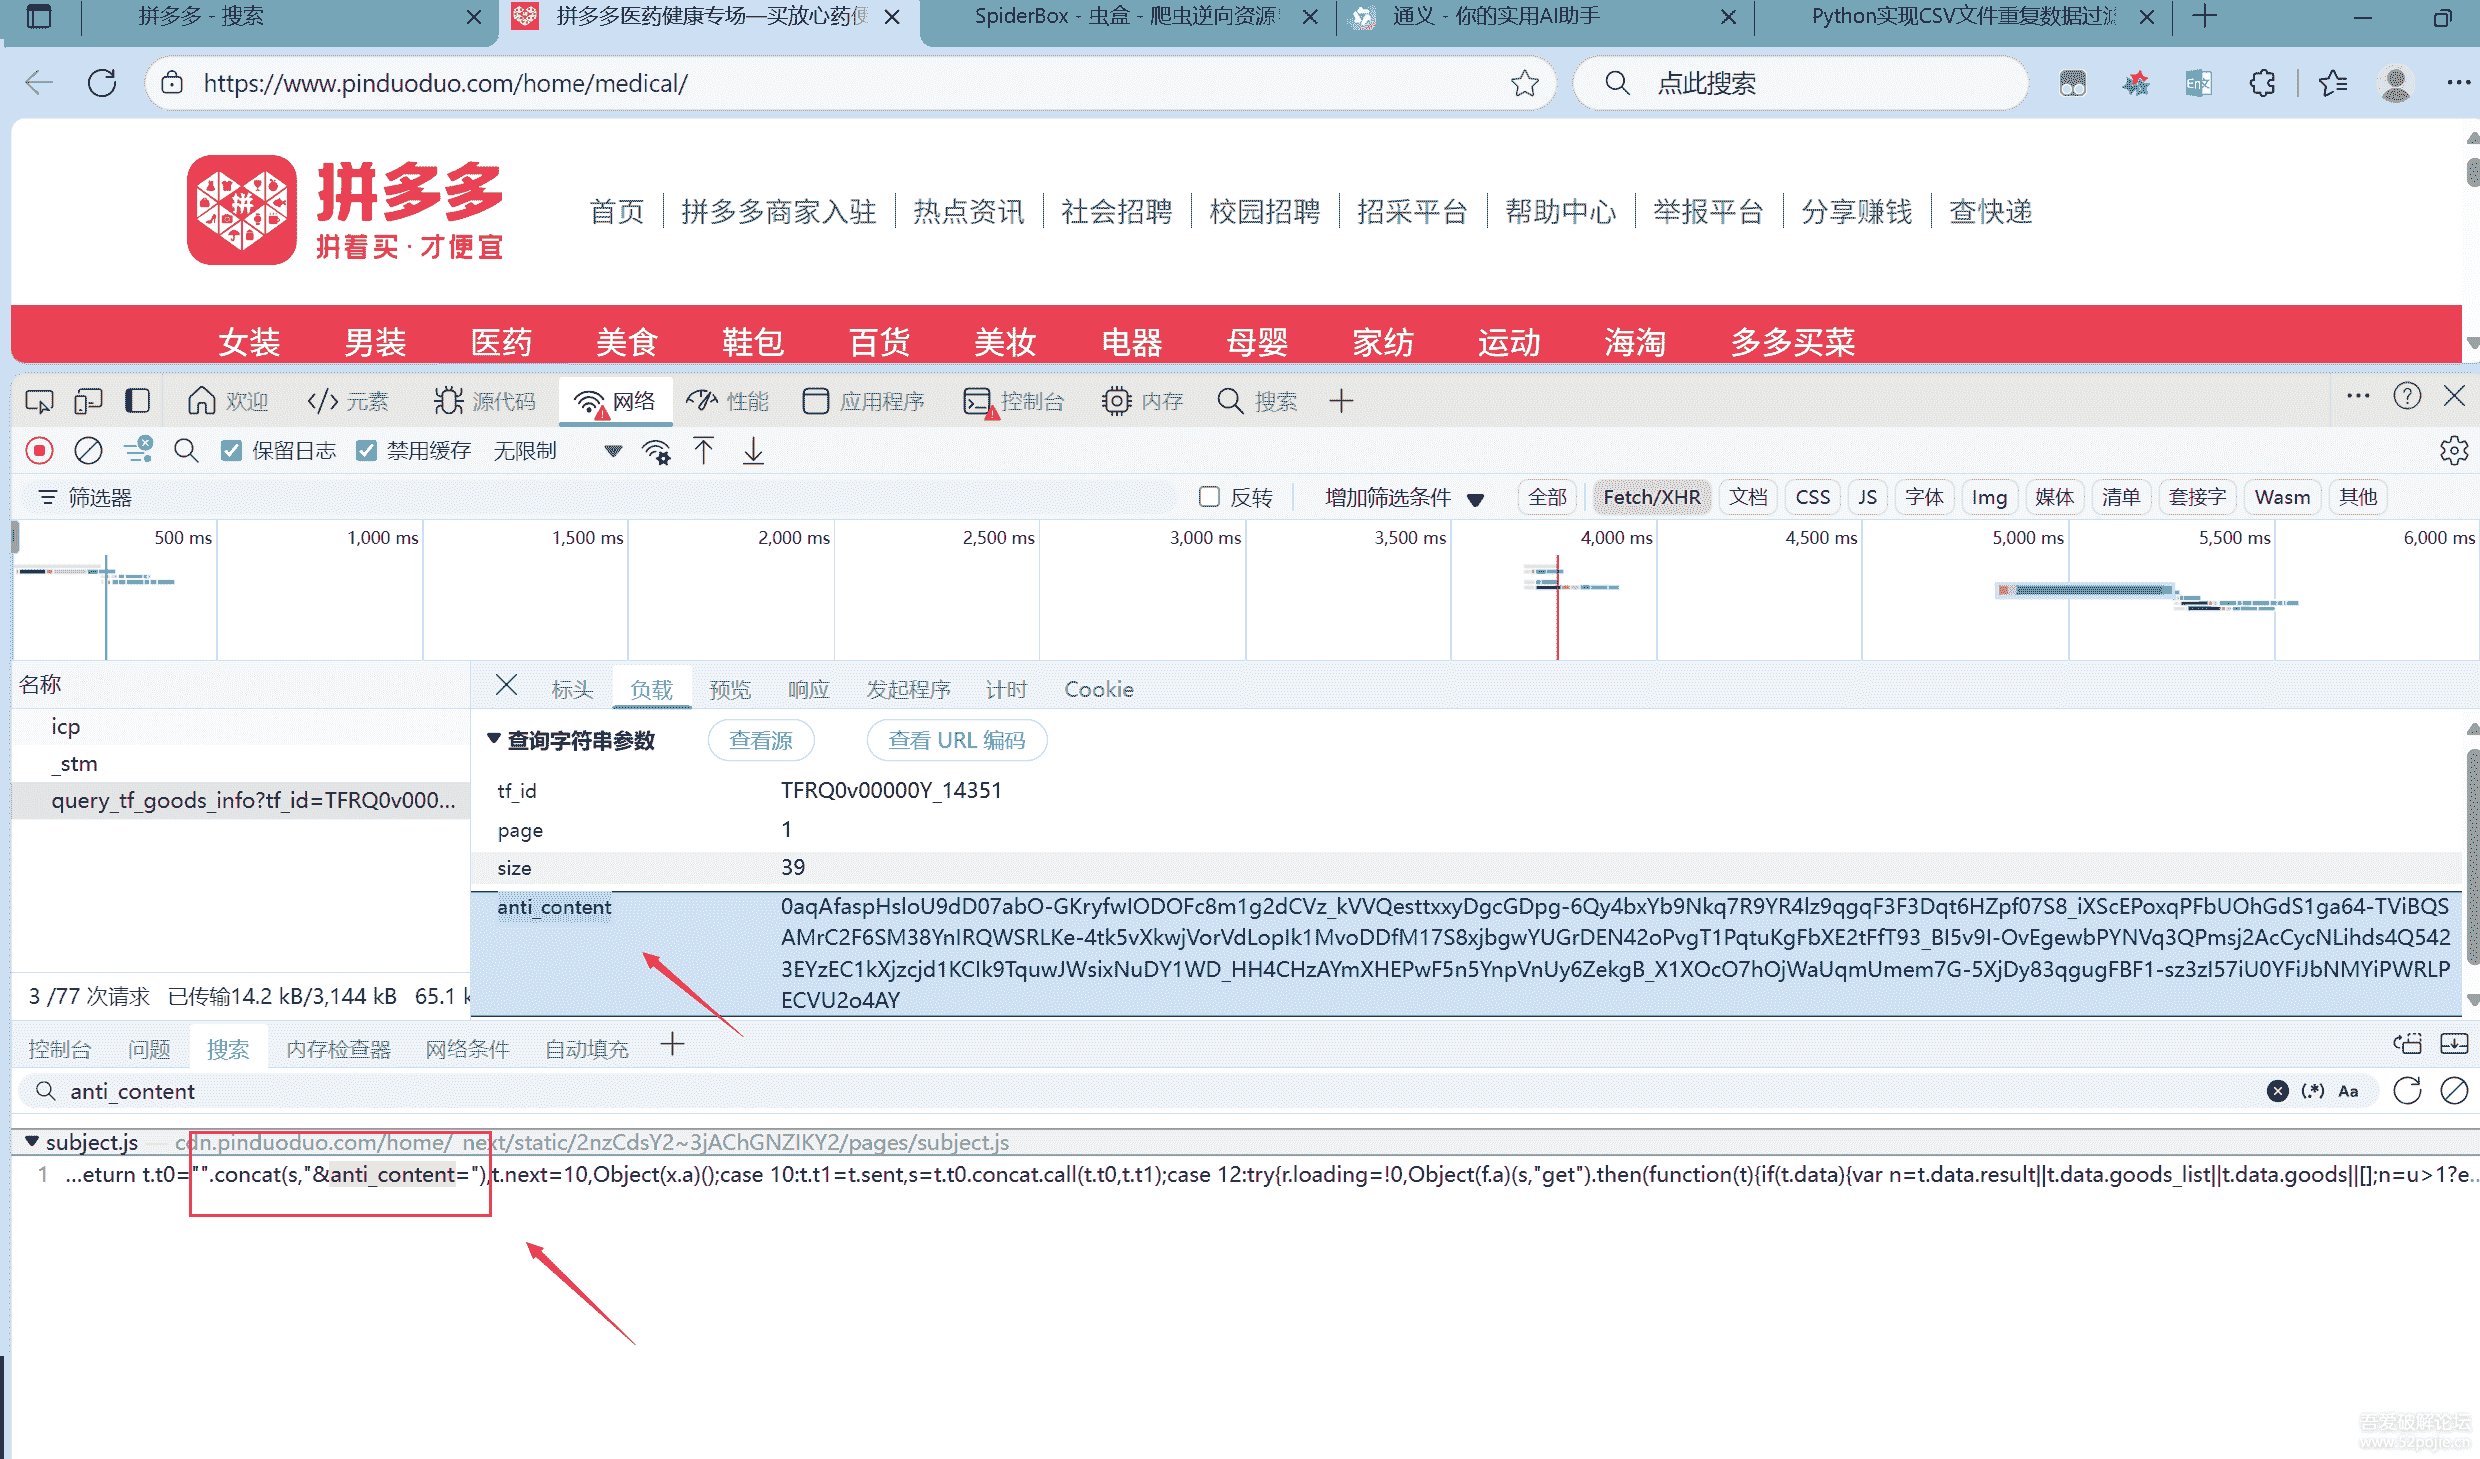 拼多多 - 搜索
拼多多医药健康专场—买放心药便
SpiderBox - 虫盒 - 爬虫逆向资源
通义 - 你的实用AI助手
Python实现CSV文件重复数据过滤
https://www.pinduoduo.com/home/medical/
点此搜索
拼多多
拼着买·才便宜
首页 拼多多商家入驻 热点资讯 社会招聘 校园招聘 招采平台 帮助中心 举报平台 分享赚钱 查快递
女装 男装 医药 美食 鞋包 百货 美妆 电器 母婴 家纺 运动 海淘 多多买菜
欢迎 元素 源代码 网络 性能 应用程序 控制台 内存 搜索
保留日志 禁用缓存 无限制
筛选器 反转 增加筛选条件 全部 Fetch/XHR 文档 CSS JS 字体 Img 媒体 清单 套接字 Wasm 其他
500 ms 1,000 ms 1,500 ms 2,000 ms 2,500 ms 3,000 ms 3,500 ms 4,000 ms 4,500 ms 5,000 ms 5,500 ms 6,000 ms
名称
icp
_stm
query_tf_goods_info?tf_id=TFRQ0v000...
3 /77 次请求 已传输14.2 kB/3,144 kB 65.1 k
标头 负载 预览 响应 发起程序 计时 Cookie
查询字符串参数 查看源 查看 URL 编码
tf_id TFRQ0v00000Y_14351
page 1
size 39
anti_content 0aqAfaspHsloU9dD07abO-GKryfwIODOFc8m1g2dCVz_kVVQesttxxyDgcGDpg-6Qy4bxYb9Nkq7R9YR4lz9qgqF3F3Dqt6HZpf07S8_iXScEPoxqPFbUOhGdS1ga64-TViBQS
AMrC2F6SM38YnIRQWSRLKe-4tk5vXkwjVorVdLopIk1MvoDDfM17S8xjbgwYUGrDEN42oPvgT1PqtuKgFbXE2tFfT93_BI5v9I-OvEgewbPYNVq3QPmsj2AcCycNLihds4Q542
3EYzEC1kXjzcjd1KCIk9TquwJWsixNuDY1WD_HH4CHzAYmXHEPwF5n5YnpVnUy6ZekgB_X1XOcO7hOjWaUqmUmem7G-5XjDy83qgugFBF1-sz3zI57iU0YFiJbNMYiPWRLP
ECVU2o4AY
控制台 问题 搜索 内存检查器 网络条件 自动填充
anti_content
(.*) Aa
subject.js — cdn.pinduoduo.com/home/_next/static/2nzCdsY2~3jAChGNZIKY2/pages/subject.js
1 ...eturn t.t0="".concat(s,"&anti_content="),t.next=10,Object(x.a)();case 10:t.t1=t.sent,s=t.t0.concat.call(t.t0,t.t1);case 12:try{r.loading=!0,Object(f.a)(s,"get").then(function(t){if(t.data){var n=t.data.result||t.data.goods_list||t.data.goods||[];n=u>1?e...
吾爱破解论坛
www.52pojie.cn